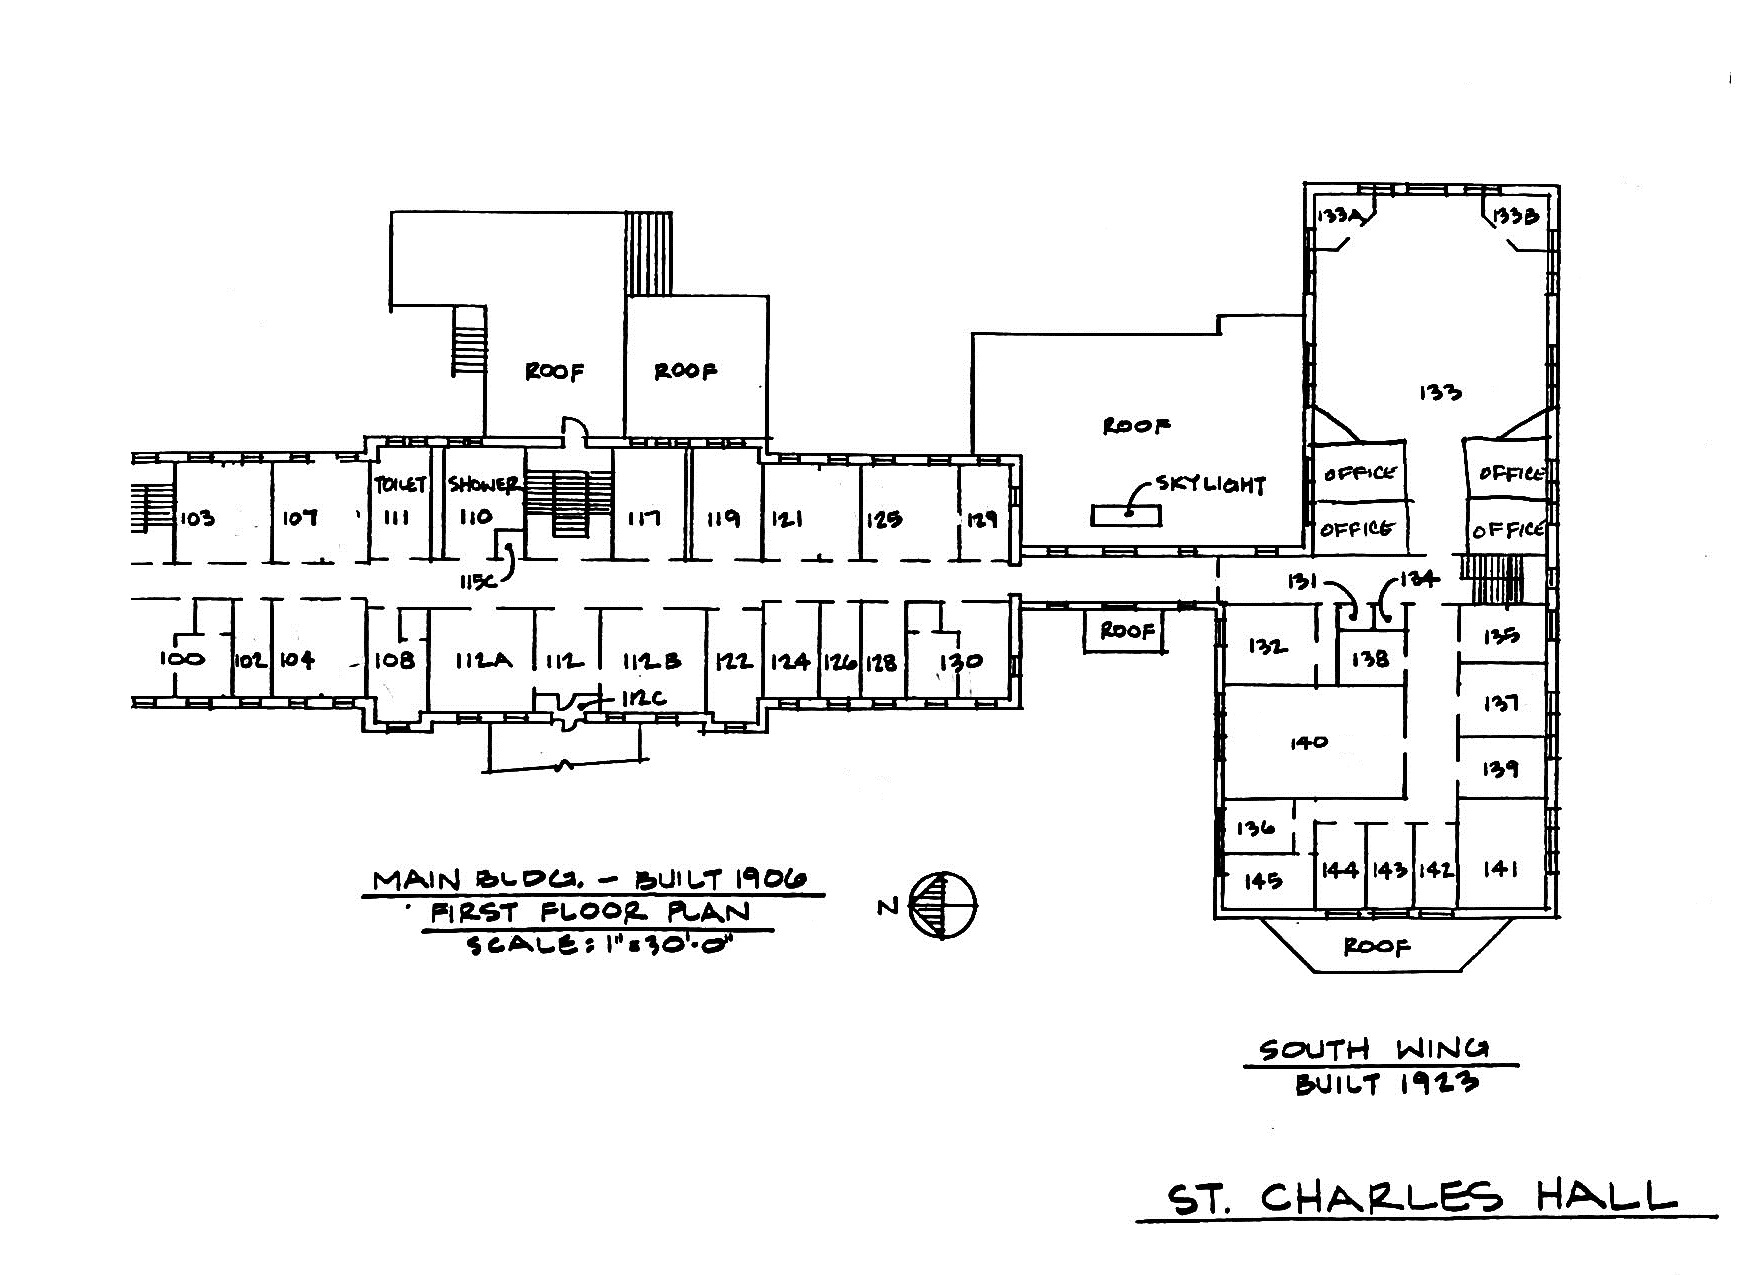 133A
133B
ROOF
ROOF
133
ROOF
OFFICE
OFFICE
TOILET
SHOWER
SKYLIGHT
103
107
111
110
117
119
121
125
129
OFFICE
OFFICE
115C
131
134
ROOF
135
132
100
102
104
108
112A
112
112B
122
124
126
128
130
138
112C
137
140
139
136
144
143
142
141
145
MAIN BLDG. - BUILT 1906
FIRST FLOOR PLAN
SCALE: 1"=30'-0"
N
ROOF
SOUTH WING
BUILT 1923
ST. CHARLES HALL